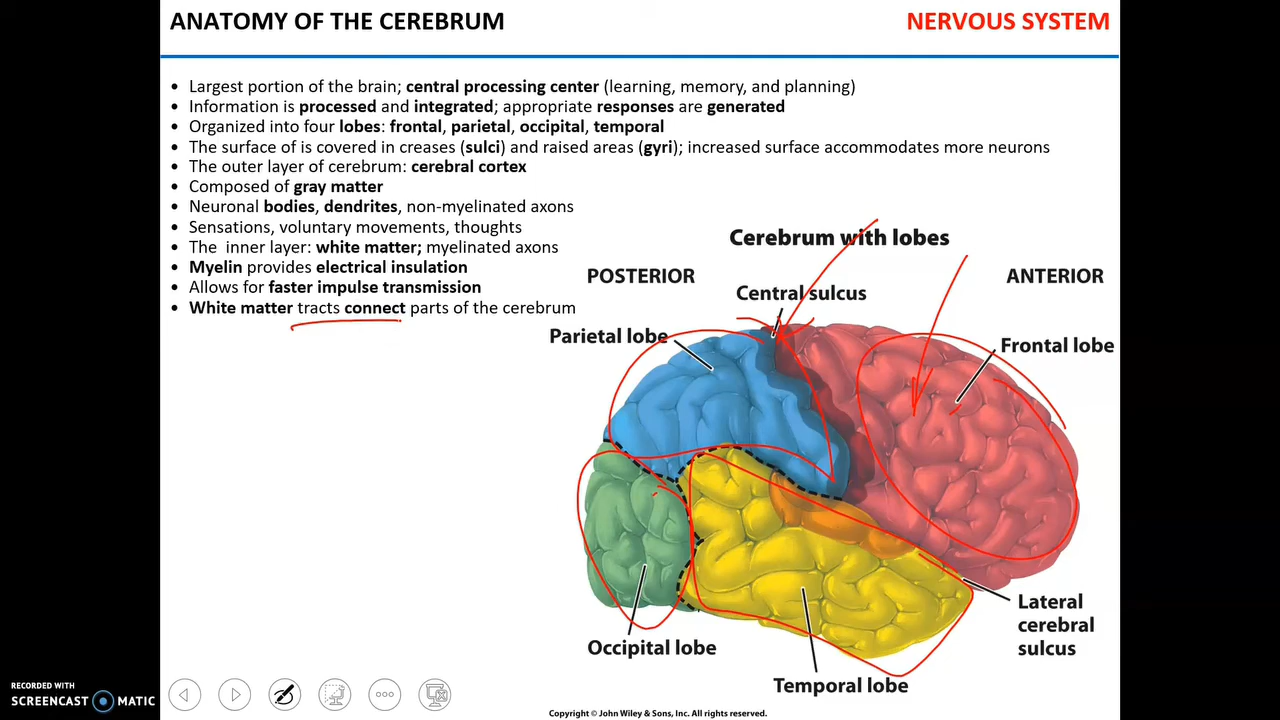 ANATOMY OF THE CEREBRUM
NERVOUS SYSTEM
• Largest portion of the brain; central processing center (learning, memory, and planning)
• Information is processed and integrated; appropriate responses are generated
• Organized into four lobes: frontal, parietal, occipital, temporal
• The surface of is covered in creases (sulci) and raised areas (gyri); increased surface accommodates more neurons
• The outer layer of cerebrum: cerebral cortex
• Composed of gray matter
• Neuronal bodies, dendrites, non-myelinated axons
• Sensations, voluntary movements, thoughts
• The inner layer: white matter; myelinated axons
• Myelin provides electrical insulation
• Allows for faster impulse transmission
• White matter tracts connect parts of the cerebrum
Cerebrum with lobes
POSTERIOR
ANTERIOR
Central sulcus
Parietal lobe
Frontal lobe
Lateral
cerebral
sulcus
Occipital lobe
Temporal lobe
RECORDED WITH
SCREENCAST MATIC
Copyright © John Wiley & Sons, Inc. All rights reserved.